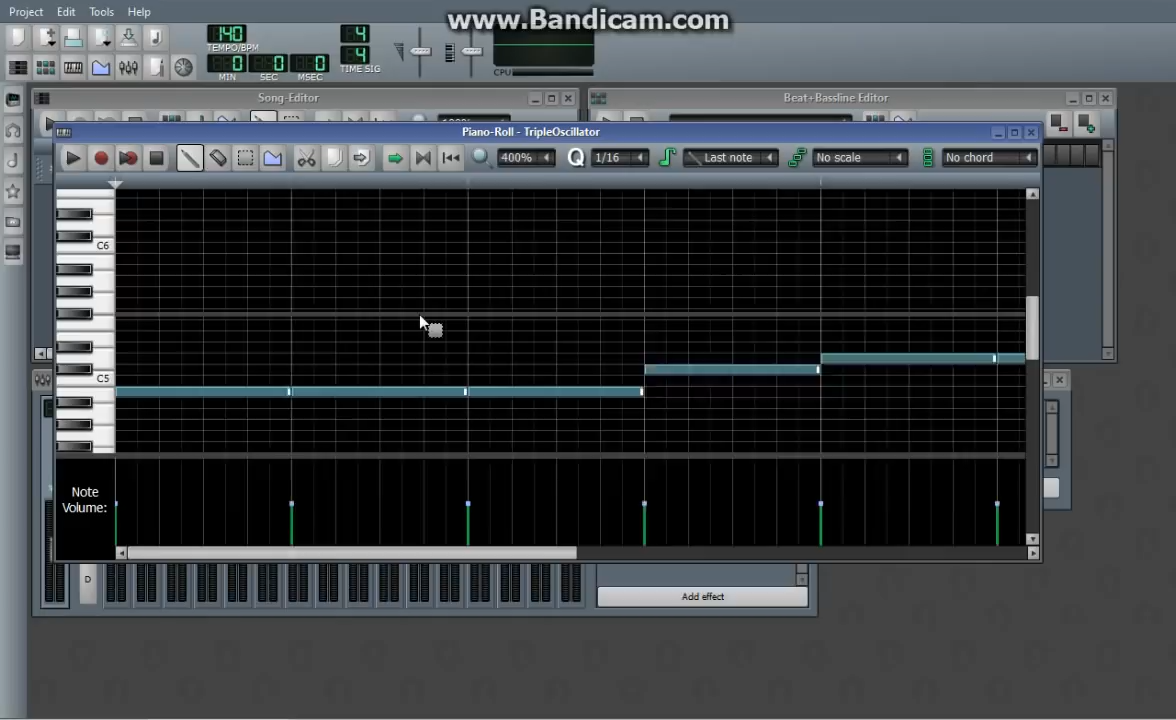 Project Edit Tools Help
www.Bandicam.com
140
TEMPO/BPM
4
4
TIME SIG
0 0 0
MIN SEC MSEC
CPU
Song-Editor
Beat+Bassline Editor
Piano-Roll - TripleOscillator
400% Q 1/16 Last note No scale No chord
C6
C5
Note
Volume:
D
Add effect